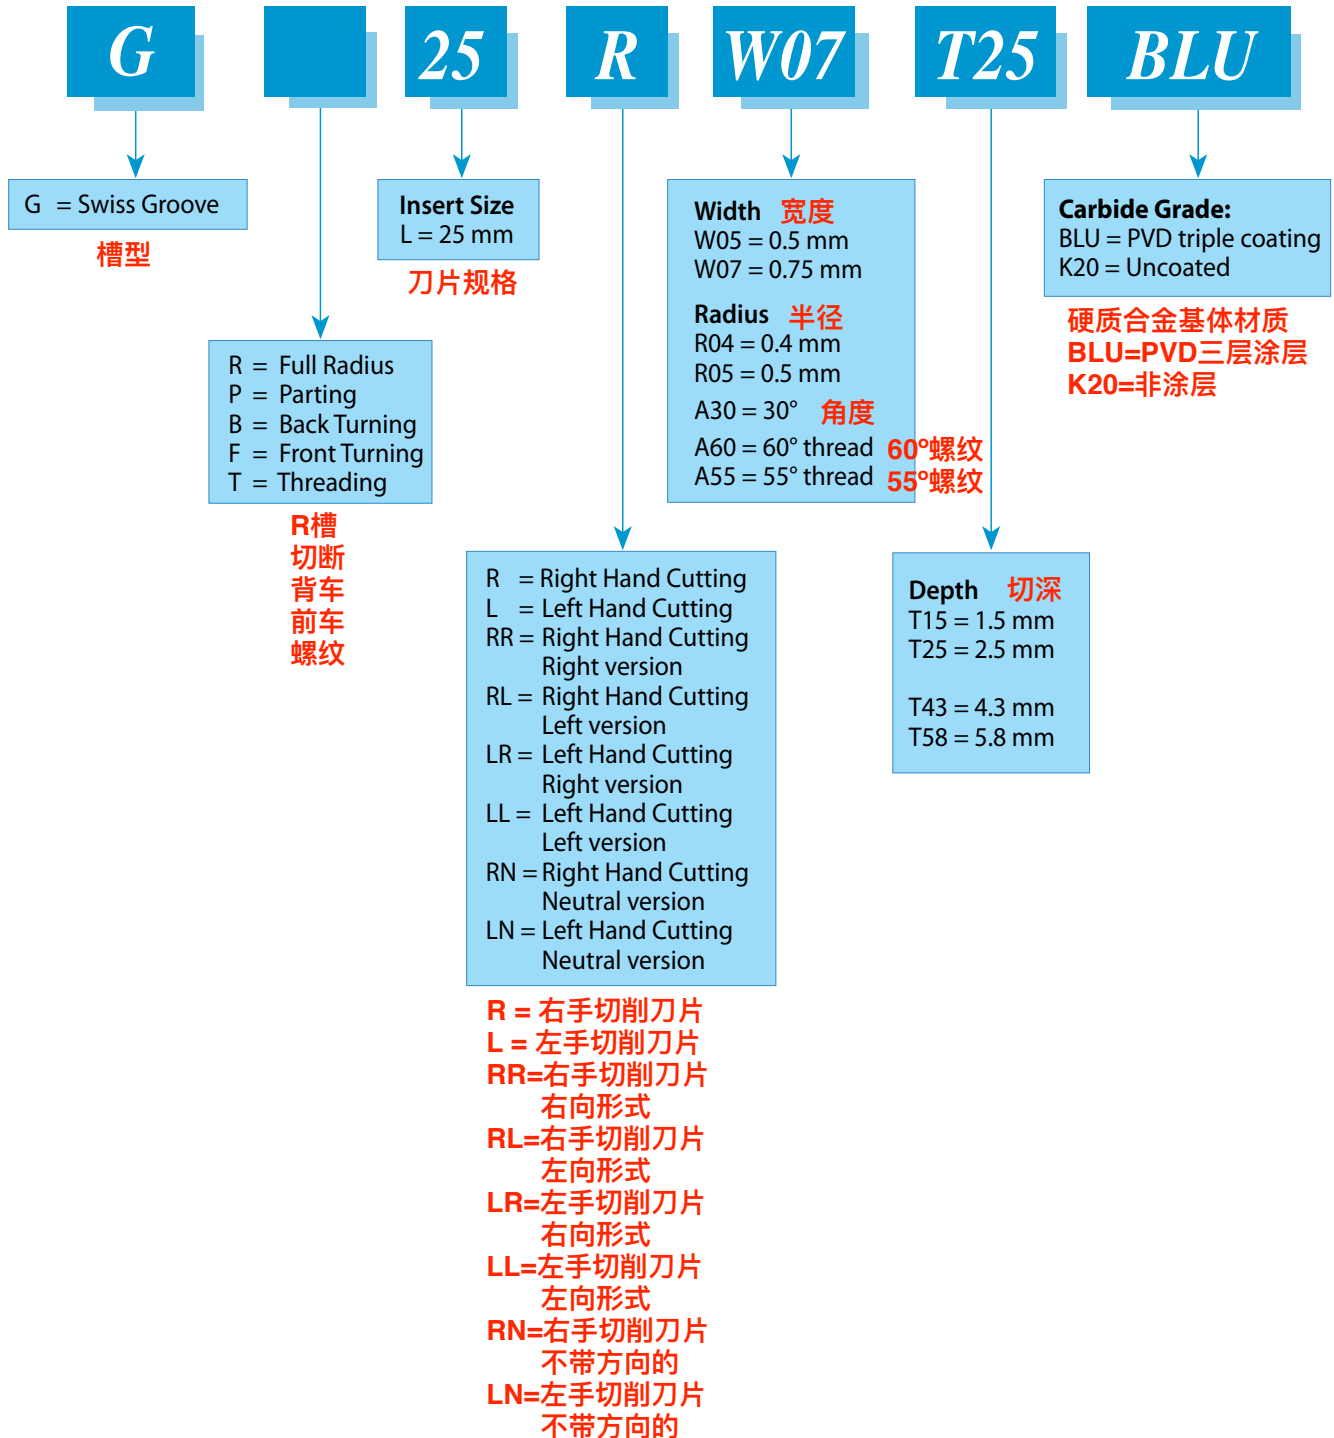 G 25 R W07 T25 BLU
G = Swiss Groove
槽型
R = Full Radius
P = Parting
B = Back Turning
F = Front Turning
T = Threading
R槽
切断
背车
前车
螺纹
Insert Size
L = 25 mm
刀片规格
R = Right Hand Cutting
L = Left Hand Cutting
RR = Right Hand Cutting
Right version
RL = Right Hand Cutting
Left version
LR = Left Hand Cutting
Right version
LL = Left Hand Cutting
Left version
RN = Right Hand Cutting
Neutral version
LN = Left Hand Cutting
Neutral version
R = 右手切削刀片
L = 左手切削刀片
RR=右手切削刀片
右向形式
RL=右手切削刀片
左向形式
LR=左手切削刀片
右向形式
LL=左手切削刀片
左向形式
RN=右手切削刀片
不带方向的
LN=左手切削刀片
不带方向的
Width 宽度
W05 = 0.5 mm
W07 = 0.75 mm
Radius 半径
R04 = 0.4 mm
R05 = 0.5 mm
A30 = 30° 角度
A60 = 60° thread 60°螺纹
A55 = 55° thread 55°螺纹
Depth 切深
T15 = 1.5 mm
T25 = 2.5 mm
T43 = 4.3 mm
T58 = 5.8 mm
Carbide Grade:
BLU = PVD triple coating
K20 = Uncoated
硬质合金基体材质
BLU=PVD三层涂层
K20=非涂层